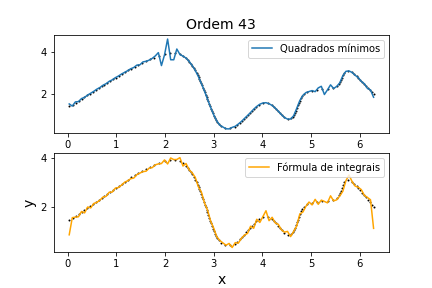 Ordem 43
4
2
Quadrados mínimos
0 1 2 3 4 5 6
4
2
y
Fórmula de integrais
0 1 2 3 4 5 6
x